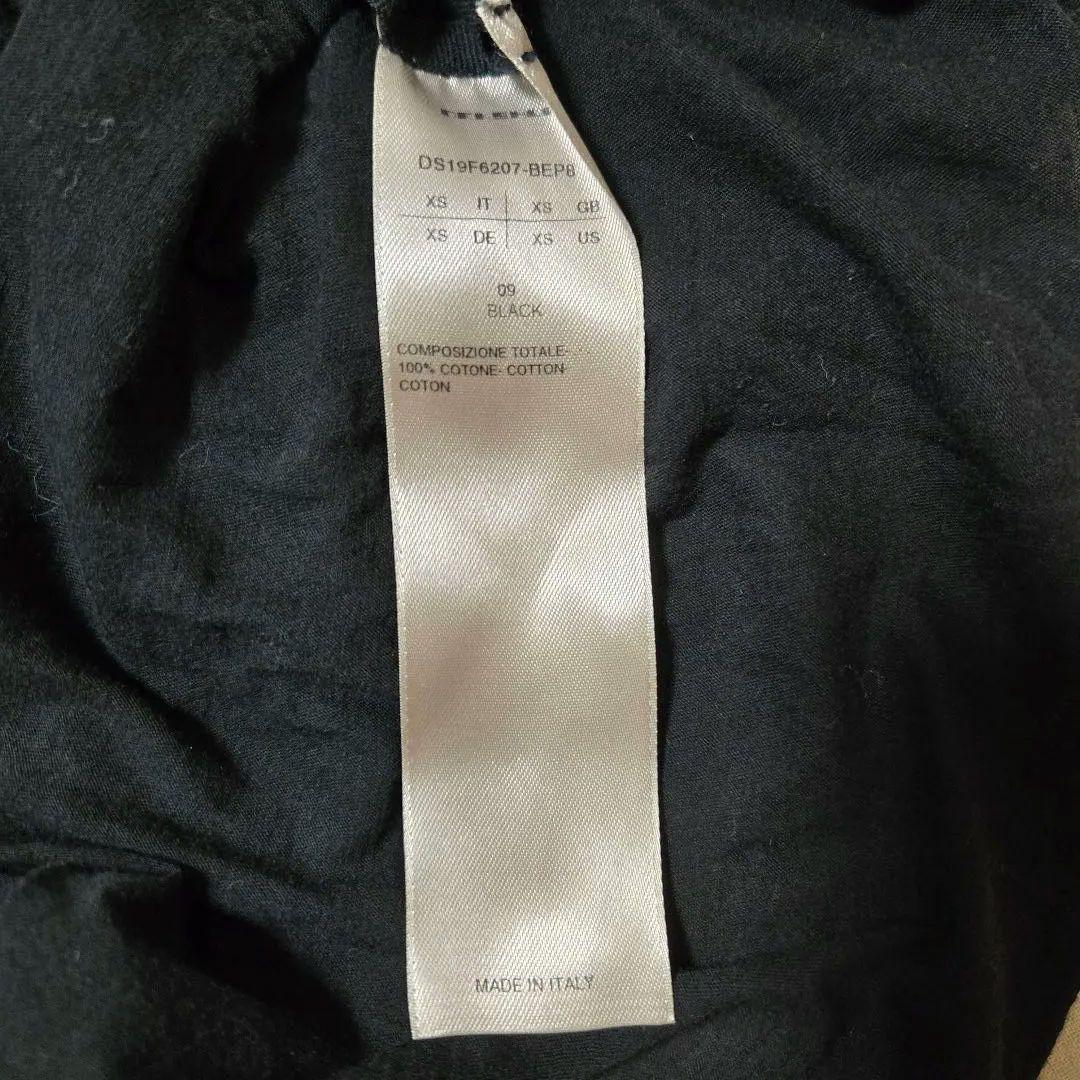 DS19F6207-BEP8
XS IT XS GB
XS DE XS US
09
BLACK
COMPOSIZIONE TOTALE-
100% COTONE- COTTON
COTON
MADE IN ITALY